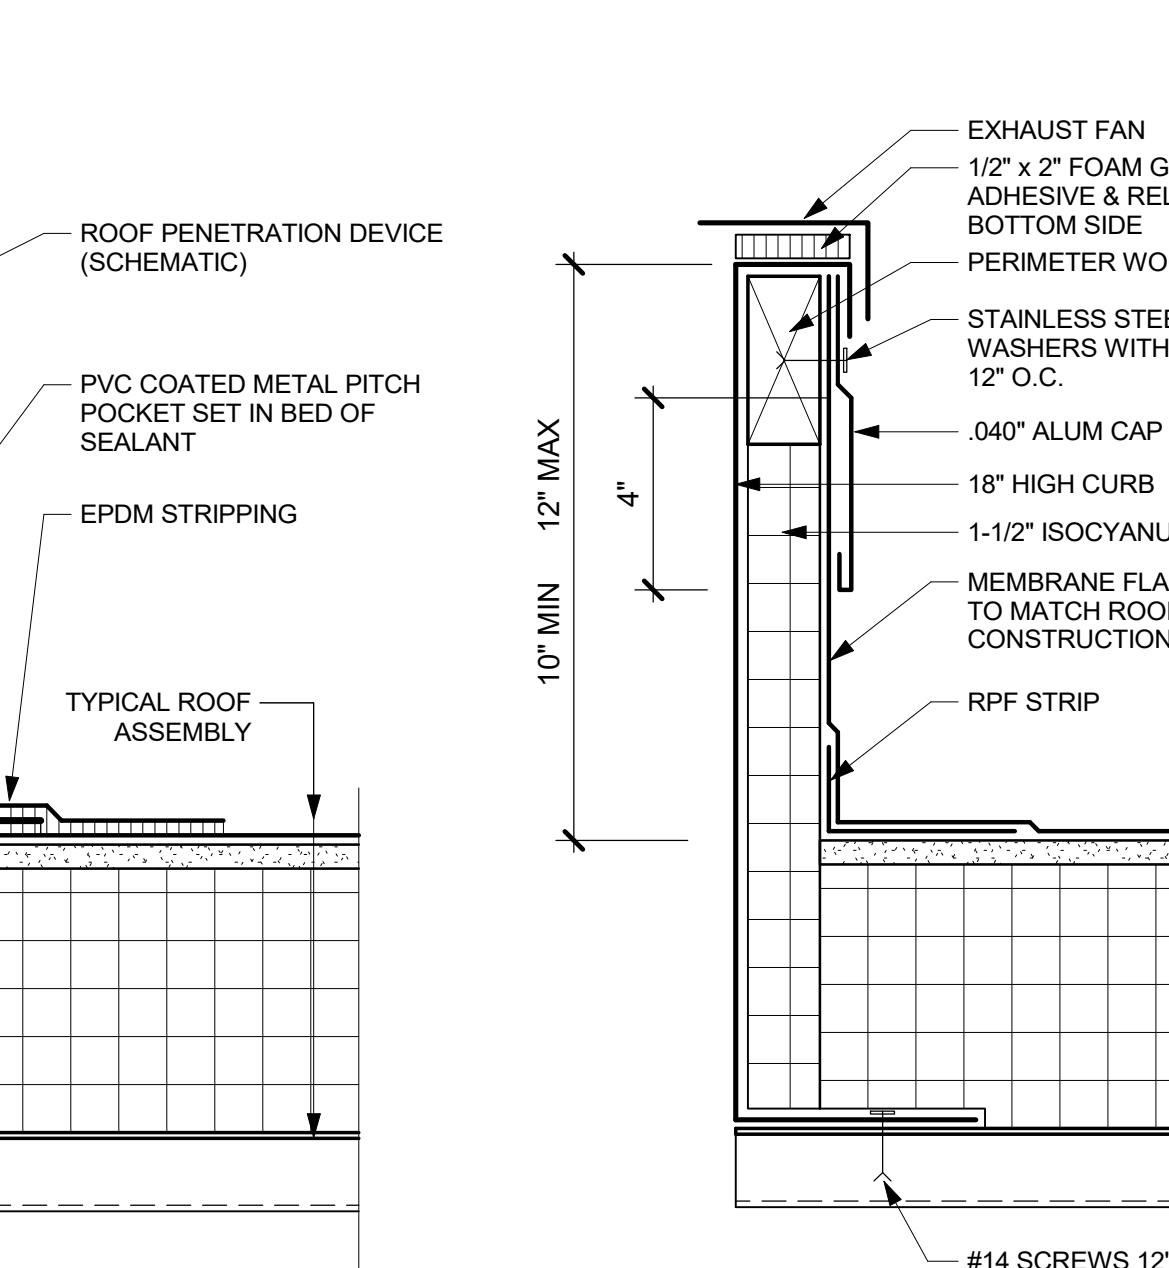 ROOF PENETRATION DEVICE
(SCHEMATIC)
PVC COATED METAL PITCH
POCKET SET IN BED OF
SEALANT
EPDM STRIPPING
TYPICAL ROOF
ASSEMBLY
12" MAX
10" MIN
4"
EXHAUST FAN
1/2" x 2" FOAM G
ADHESIVE & REL
BOTTOM SIDE
PERIMETER WO
STAINLESS STEE
WASHERS WITH
12" O.C.
.040" ALUM CAP
18" HIGH CURB
1-1/2" ISOCYANU
MEMBRANE FLA
TO MATCH ROO
CONSTRUCTION
RPF STRIP
#14 SCREWS 12"